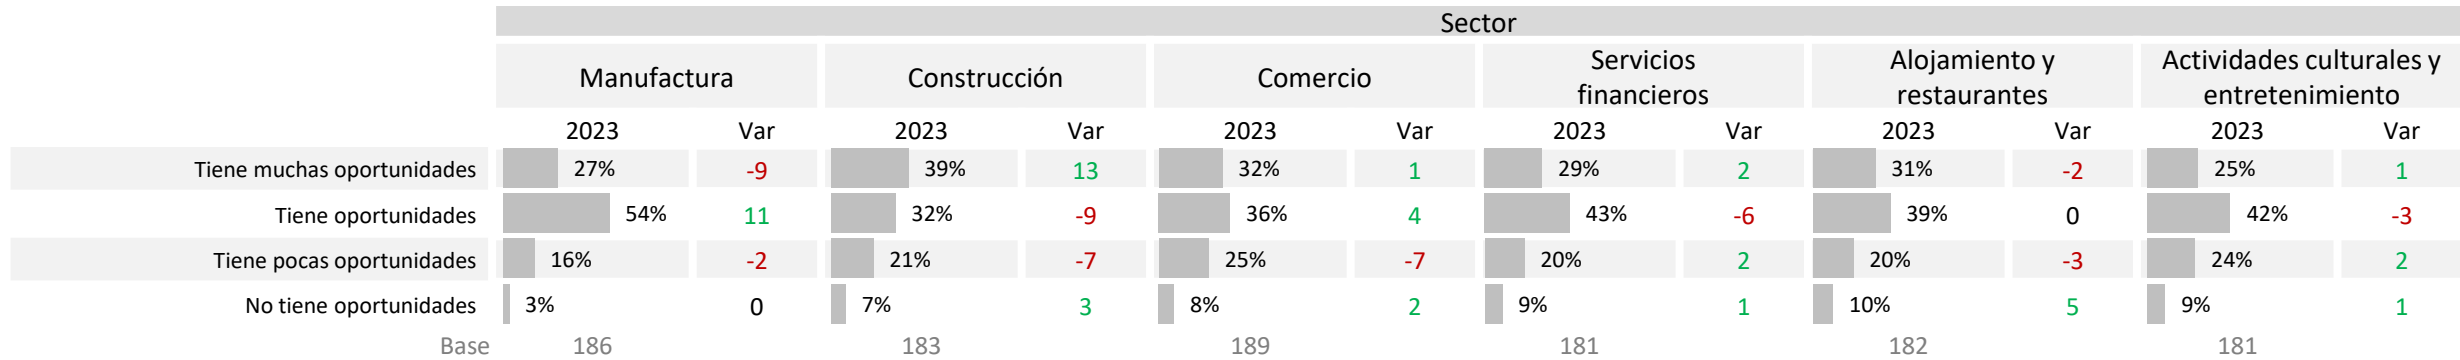 Sector
Manufactura Construcción Comercio Servicios financieros Alojamiento y restaurantes Actividades culturales y entretenimiento
2023 Var 2023 Var 2023 Var 2023 Var 2023 Var 2023 Var
Tiene muchas oportunidades 27% -9 39% 13 32% 1 29% 2 31% -2 25% 1
Tiene oportunidades 54% 11 32% -9 36% 4 43% -6 39% 0 42% -3
Tiene pocas oportunidades 16% -2 21% -7 25% -7 20% 2 20% -3 24% 2
No tiene oportunidades 3% 0 7% 3 8% 2 9% 1 10% 5 9% 1
Base 186 183 189 181 182 181